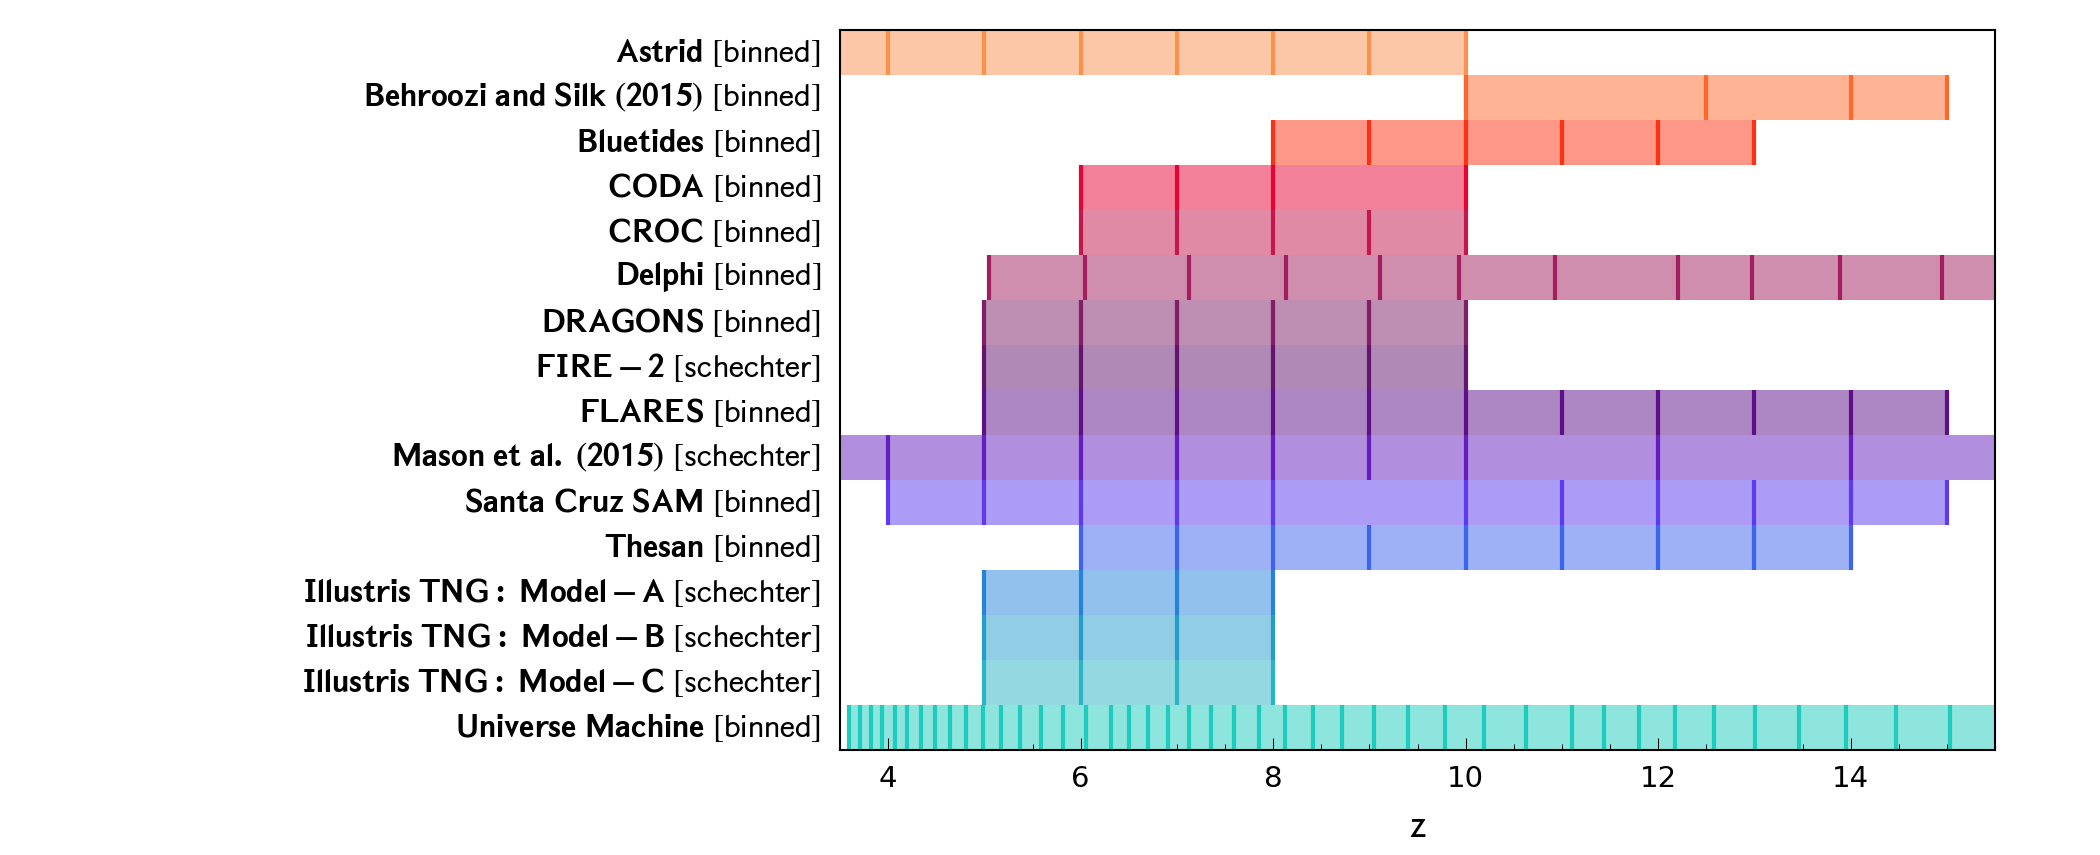 Astrid [binned]
Behroozi and Silk (2015) [binned]
Bluetides [binned]
CODA [binned]
CROC [binned]
Delphi [binned]
DRAGONS [binned]
FIRE − 2 [schechter]
FLARES [binned]
Mason et al. (2015) [schechter]
Santa Cruz SAM [binned]
Thesan [binned]
Illustris TNG : Model − A [schechter]
Illustris TNG : Model − B [schechter]
Illustris TNG : Model − C [schechter]
Universe Machine [binned]
4 6 8 10 12 14
z